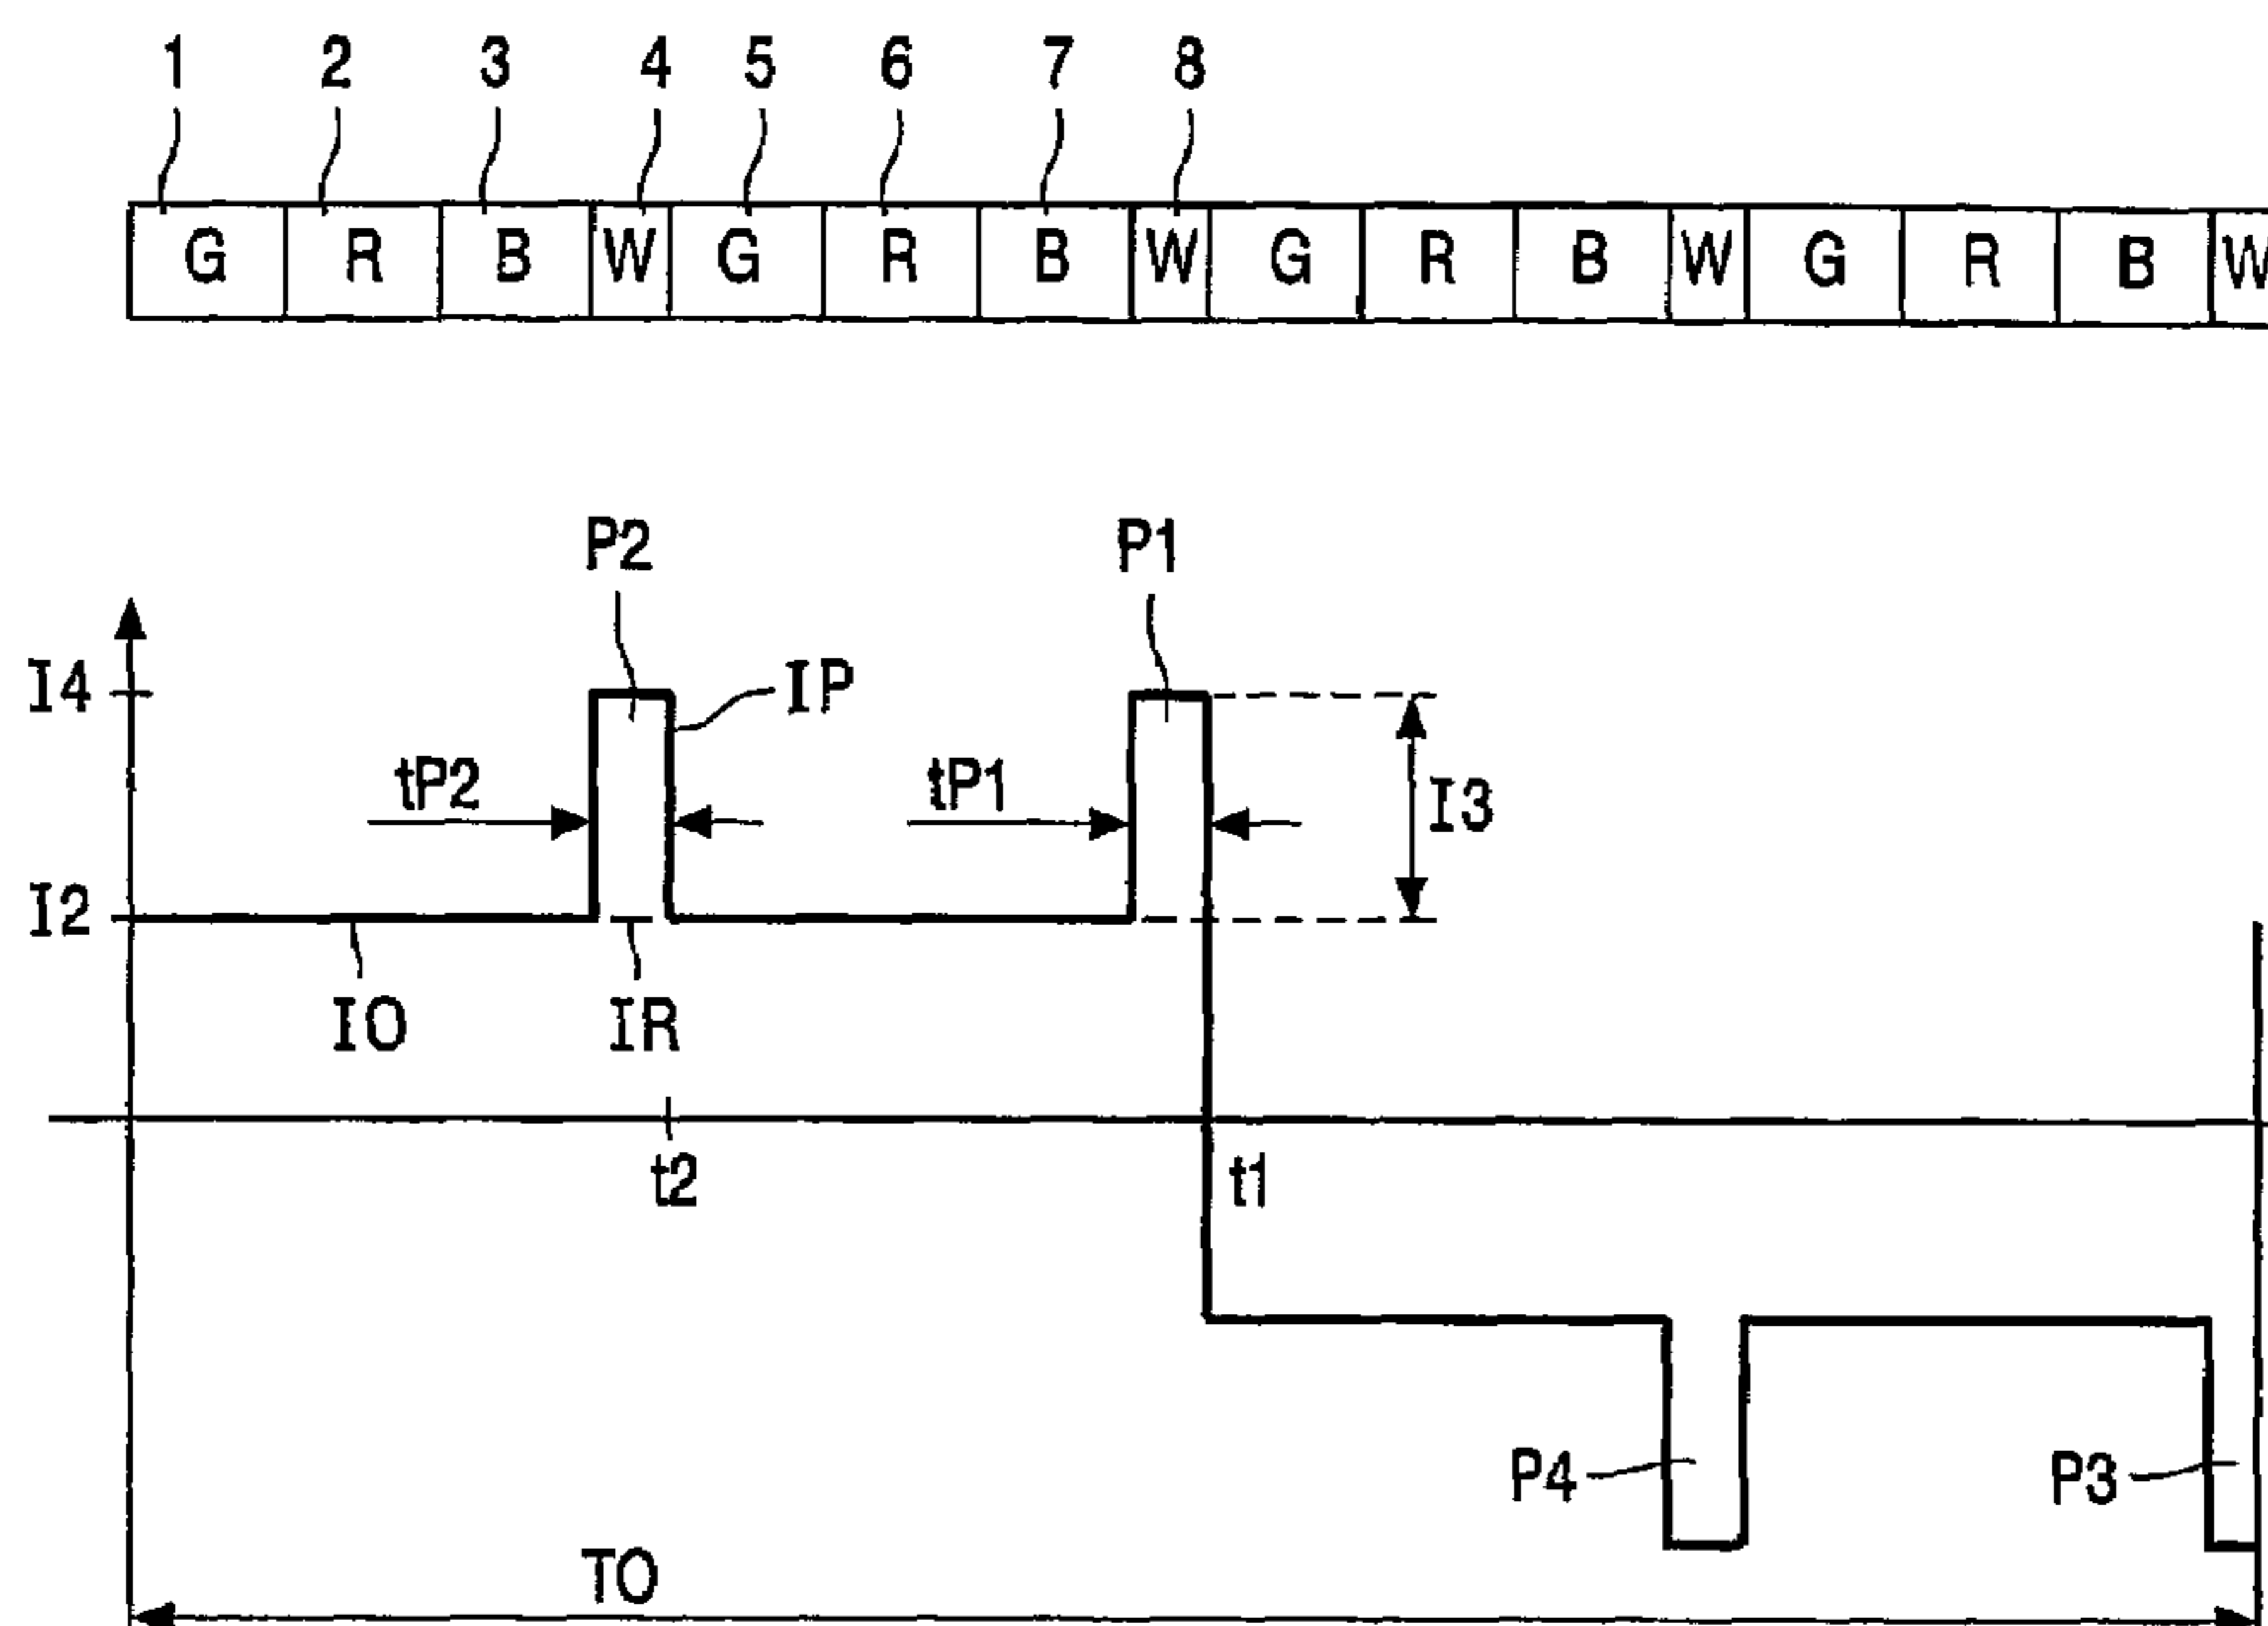 1 2 3 4 5 6 7 8
G R B W G R B W G R B W G R B W
P2 P1
I4 IP
tP2 tP1 I3
I2
IO IR
t2 t1
P4 P3
TO